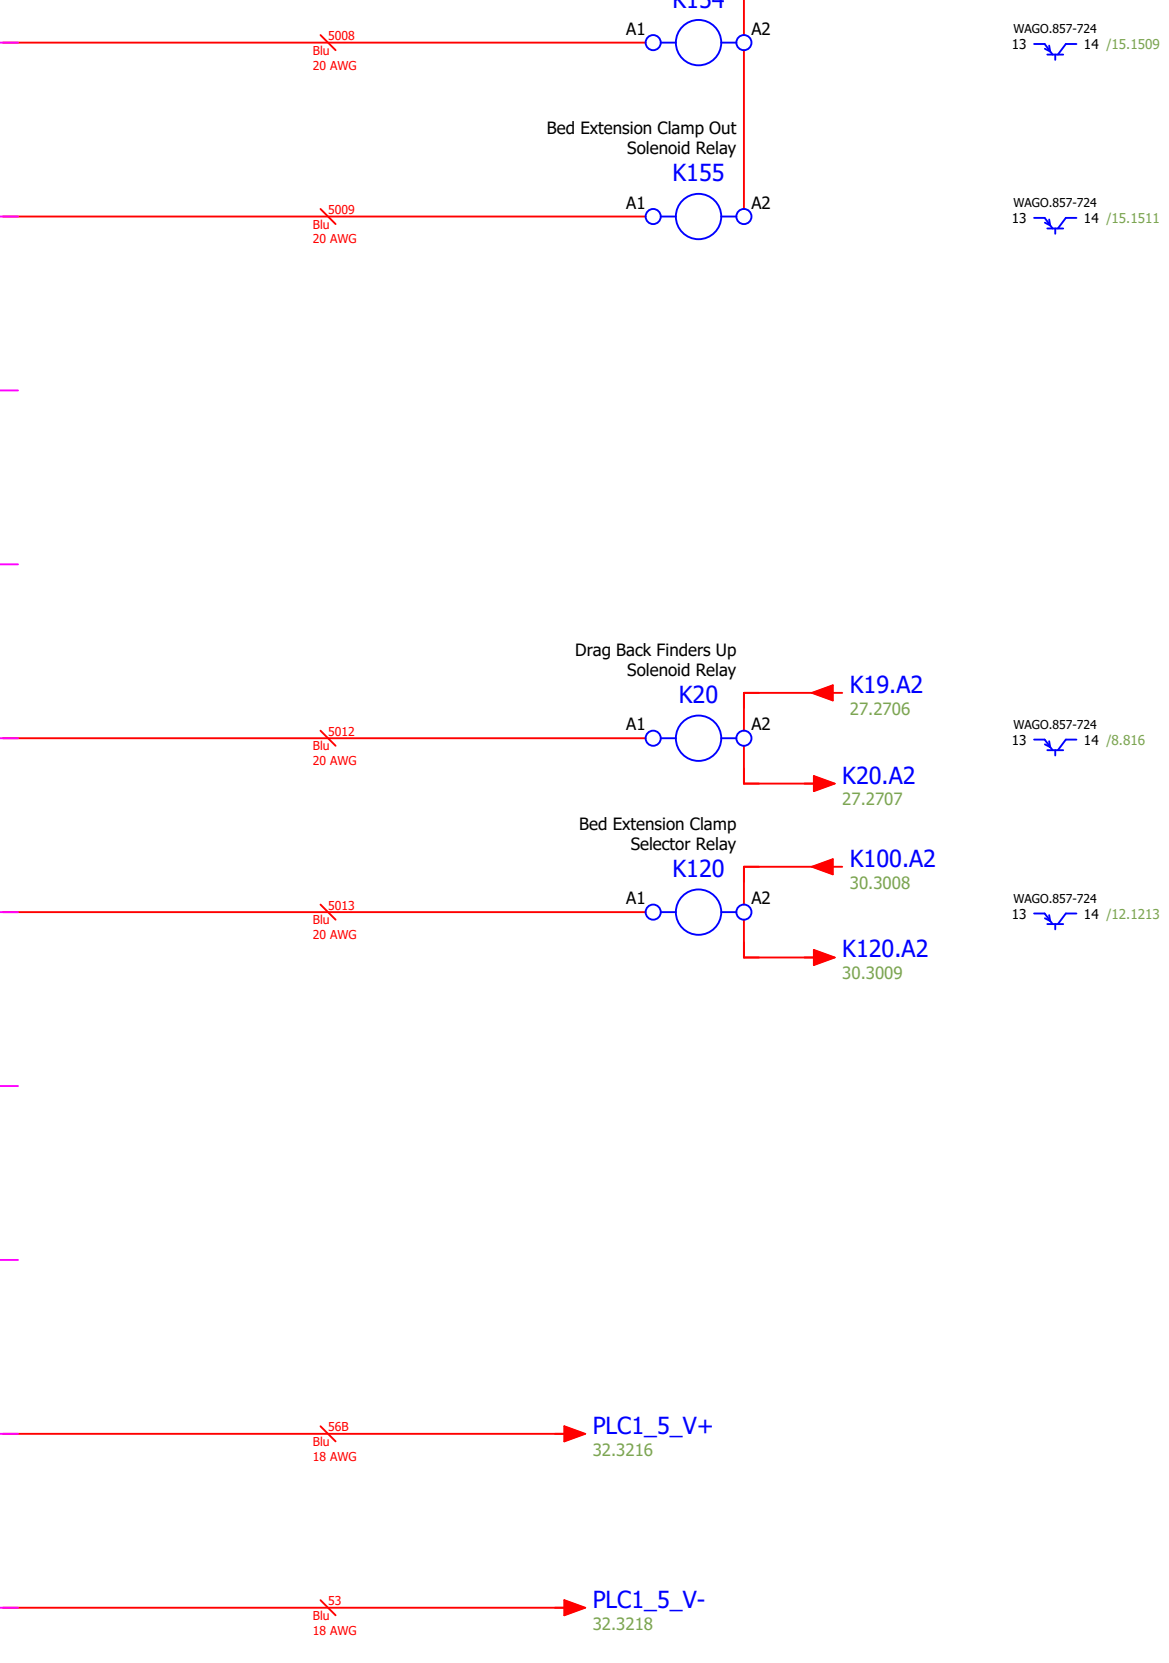 K154
A1
A2
5008
Blu
20 AWG
WAGO.857-724
13 14 /15.1509
Bed Extension Clamp Out
Solenoid Relay
K155
A1
A2
5009
Blu
20 AWG
WAGO.857-724
13 14 /15.1511
Drag Back Finders Up
Solenoid Relay
K20
A1
A2
K19.A2
27.2706
5012
Blu
20 AWG
WAGO.857-724
13 14 /8.816
K20.A2
27.2707
Bed Extension Clamp
Selector Relay
K120
A1
A2
K100.A2
30.3008
5013
Blu
20 AWG
WAGO.857-724
13 14 /12.1213
K120.A2
30.3009
56B
Blu
18 AWG
PLC1_5_V+
32.3216
53
Blu
18 AWG
PLC1_5_V-
32.3218